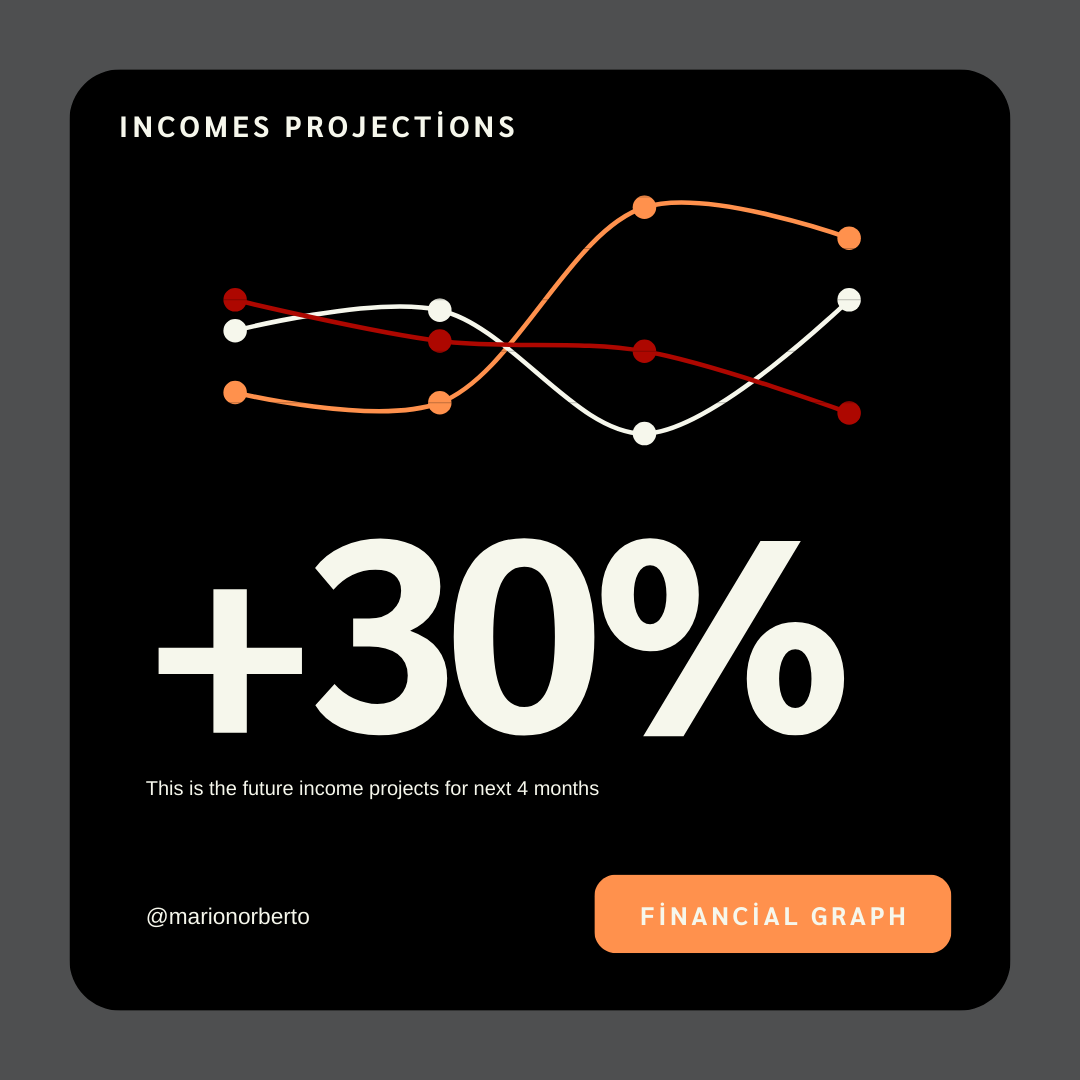 INCOMES PROJECTİONS
+30%
This is the future income projects for next 4 months
@marionorberto
FİNANCİAL GRAPH